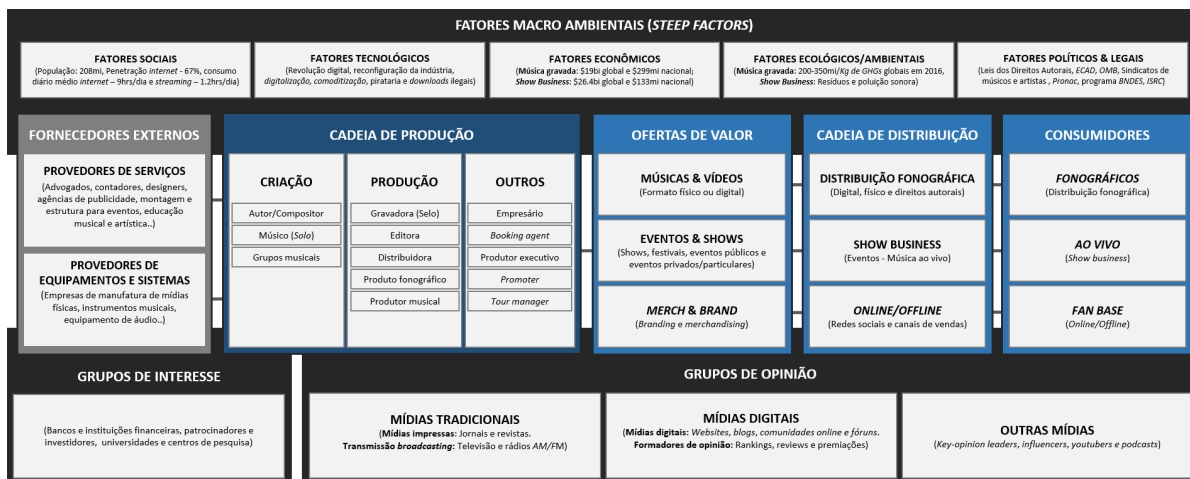 FATORES MACRO AMBIENTAIS (STEEP FACTORS)
FATORES SOCIAIS
(População: 208mi, Penetração internet - 67%, consumo
diário médio internet – 9hrs/dia e streaming – 1.2hrs/dia)
FATORES TECNOLÓGICOS
(Revolução digital, reconfiguração da indústria,
digitalização, comoditização, pirataria e downloads ilegais)
FATORES ECONÔMICOS
(Música gravada: $19bi global e $299mi nacional;
Show Business: $26.4bi global e $133mi nacional)
FATORES ECOLÓGICOS/AMBIENTAIS
(Música gravada: 200-350mi/Kg de GHGs globais em 2016,
Show Business: Resíduos e poluição sonora)
FATORES POLÍTICOS & LEGAIS
(Leis dos Direitos Autorais, ECAD, OMB, Sindicatos de
músicos e artistas , Pronac, programa BNDES, ISRC)
FORNECEDORES EXTERNOS
PROVEDORES DE SERVIÇOS
(Advogados, contadores, designers,
agências de publicidade, montagem e
estrutura para eventos, educação
musical e artística..)
PROVEDORES DE
EQUIPAMENTOS E SISTEMAS
(Empresas de manufatura de mídias
físicas, instrumentos musicais,
equipamento de áudio..)
CADEIA DE PRODUÇÃO
CRIAÇÃO
Autor/Compositor
Músico (Solo)
Grupos musicais
PRODUÇÃO
Gravadora (Selo)
Editora
Distribuidora
Produto fonográfico
Produtor musical
OUTROS
Empresário
Booking agent
Produtor executivo
Promoter
Tour manager
OFERTAS DE VALOR
MÚSICAS & VÍDEOS
(Formato físico ou digital)
EVENTOS & SHOWS
(Shows, festivais, eventos públicos e
eventos privados/particulares)
MERCH & BRAND
(Branding e merchandising)
CADEIA DE DISTRIBUIÇÃO
DISTRIBUIÇÃO FONOGRÁFICA
(Digital, físico e direitos autorais)
SHOW BUSINESS
(Eventos - Música ao vivo)
ONLINE/OFFLINE
(Redes sociais e canais de vendas)
CONSUMIDORES
FONOGRÁFICOS
(Distribuição fonográfica)
AO VIVO
(Show business)
FAN BASE
(Online/Offline)
GRUPOS DE INTERESSE
(Bancos e instituições financeiras, patrocinadores e
investidores, universidades e centros de pesquisa)
GRUPOS DE OPINIÃO
MÍDIAS TRADICIONAIS
(Mídias impressas: Jornais e revistas.
Transmissão broadcasting: Televisão e rádios AM/FM)
MÍDIAS DIGITAIS
(Mídias digitais: Websites, blogs, comunidades online e fóruns.
Formadores de opinião: Rankings, reviews e premiações)
OUTRAS MÍDIAS
(Key-opinion leaders, influencers, youtubers e podcasts)